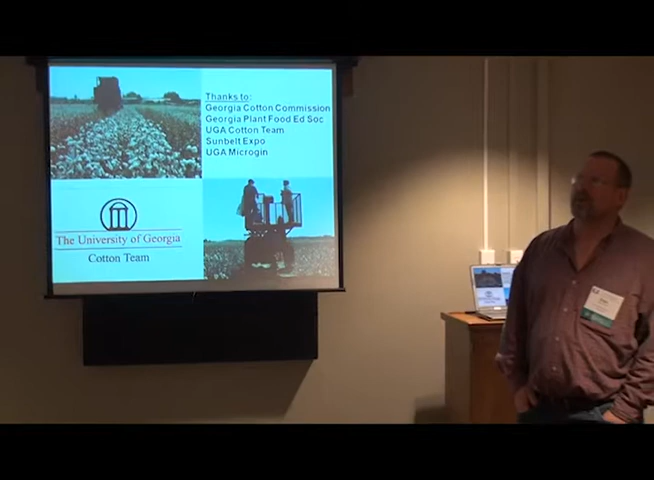 Thanks to:
Georgia Cotton Commission
Georgia Plant Food Ed Soc
UGA Cotton Team
Sunbelt Expo
UGA Microgin
The University of Georgia
Cotton Team